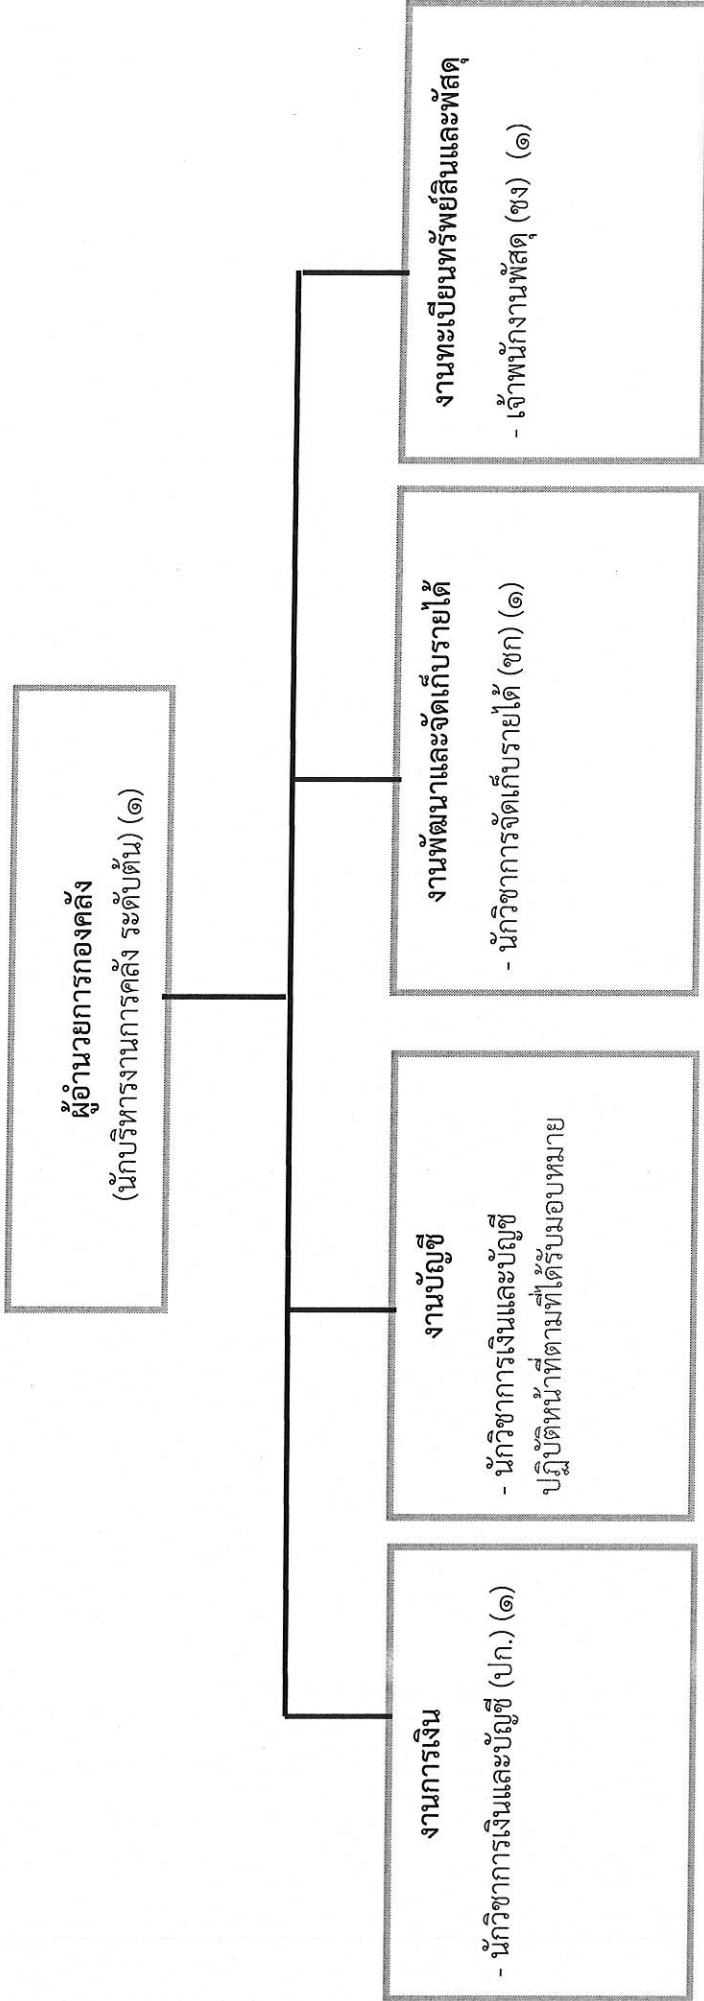 ผู้อำนวยการกองคลัง
(นักบริหารงานการคลัง ระดับต้น) (๑)
งานการเงิน
- นักวิชาการเงินและบัญชี (ปก.) (๑)
งานบัญชี
- นักวิชาการเงินและบัญชี
ปฏิบัติหน้าที่ตามที่ได้รับมอบหมาย
งานพัฒนาและจัดเก็บรายได้
- นักวิชาการจัดเก็บรายได้ (ชก) (๑)
งานทะเบียนทรัพย์สินและพัสดุ
- เจ้าพนักงานพัสดุ (ชง) (๑)